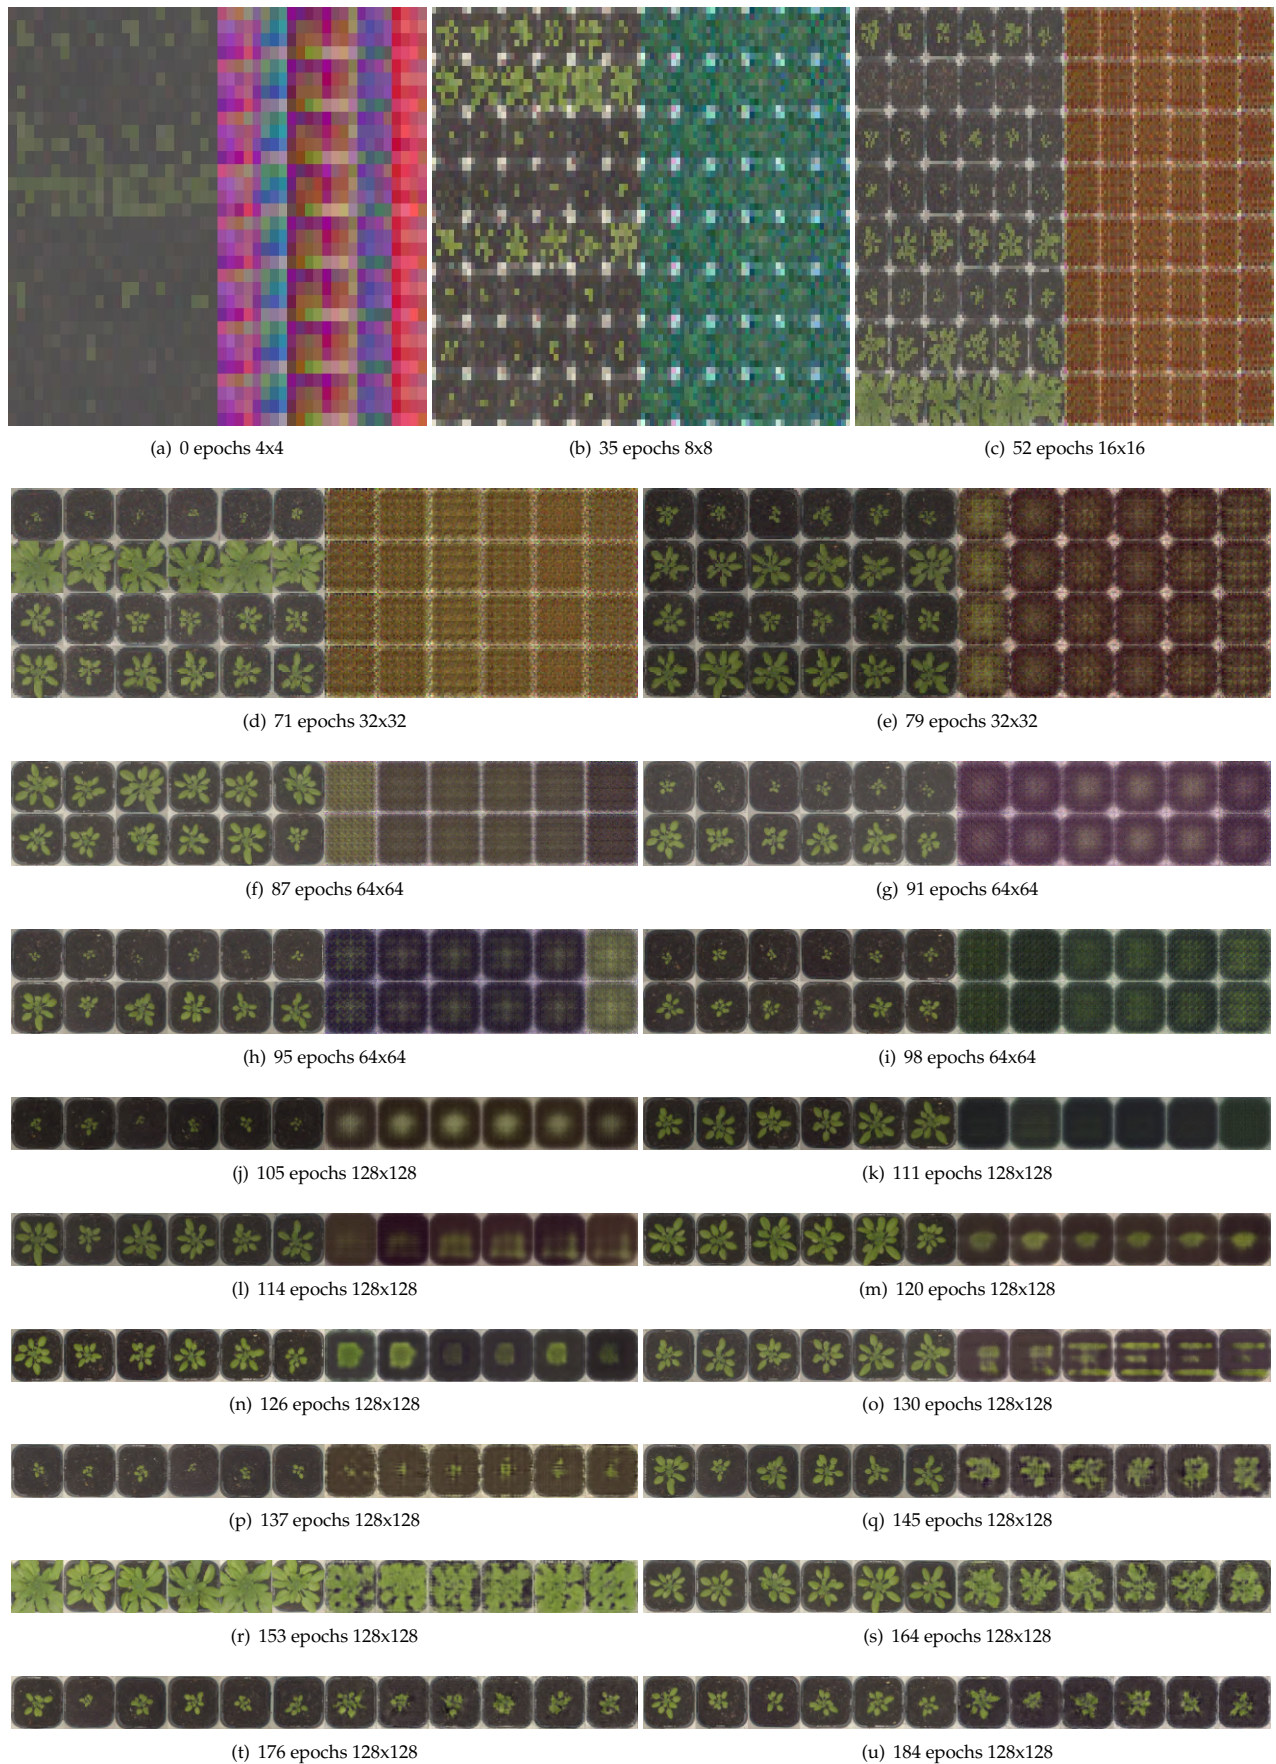 (a) 0 epochs 4x4
(b) 35 epochs 8x8
(c) 52 epochs 16x16
(d) 71 epochs 32x32
(e) 79 epochs 32x32
(f) 87 epochs 64x64
(g) 91 epochs 64x64
(h) 95 epochs 64x64
(i) 98 epochs 64x64
(j) 105 epochs 128x128
(k) 111 epochs 128x128
(l) 114 epochs 128x128
(m) 120 epochs 128x128
(n) 126 epochs 128x128
(o) 130 epochs 128x128
(p) 137 epochs 128x128
(q) 145 epochs 128x128
(r) 153 epochs 128x128
(s) 164 epochs 128x128
(t) 176 epochs 128x128
(u) 184 epochs 128x128